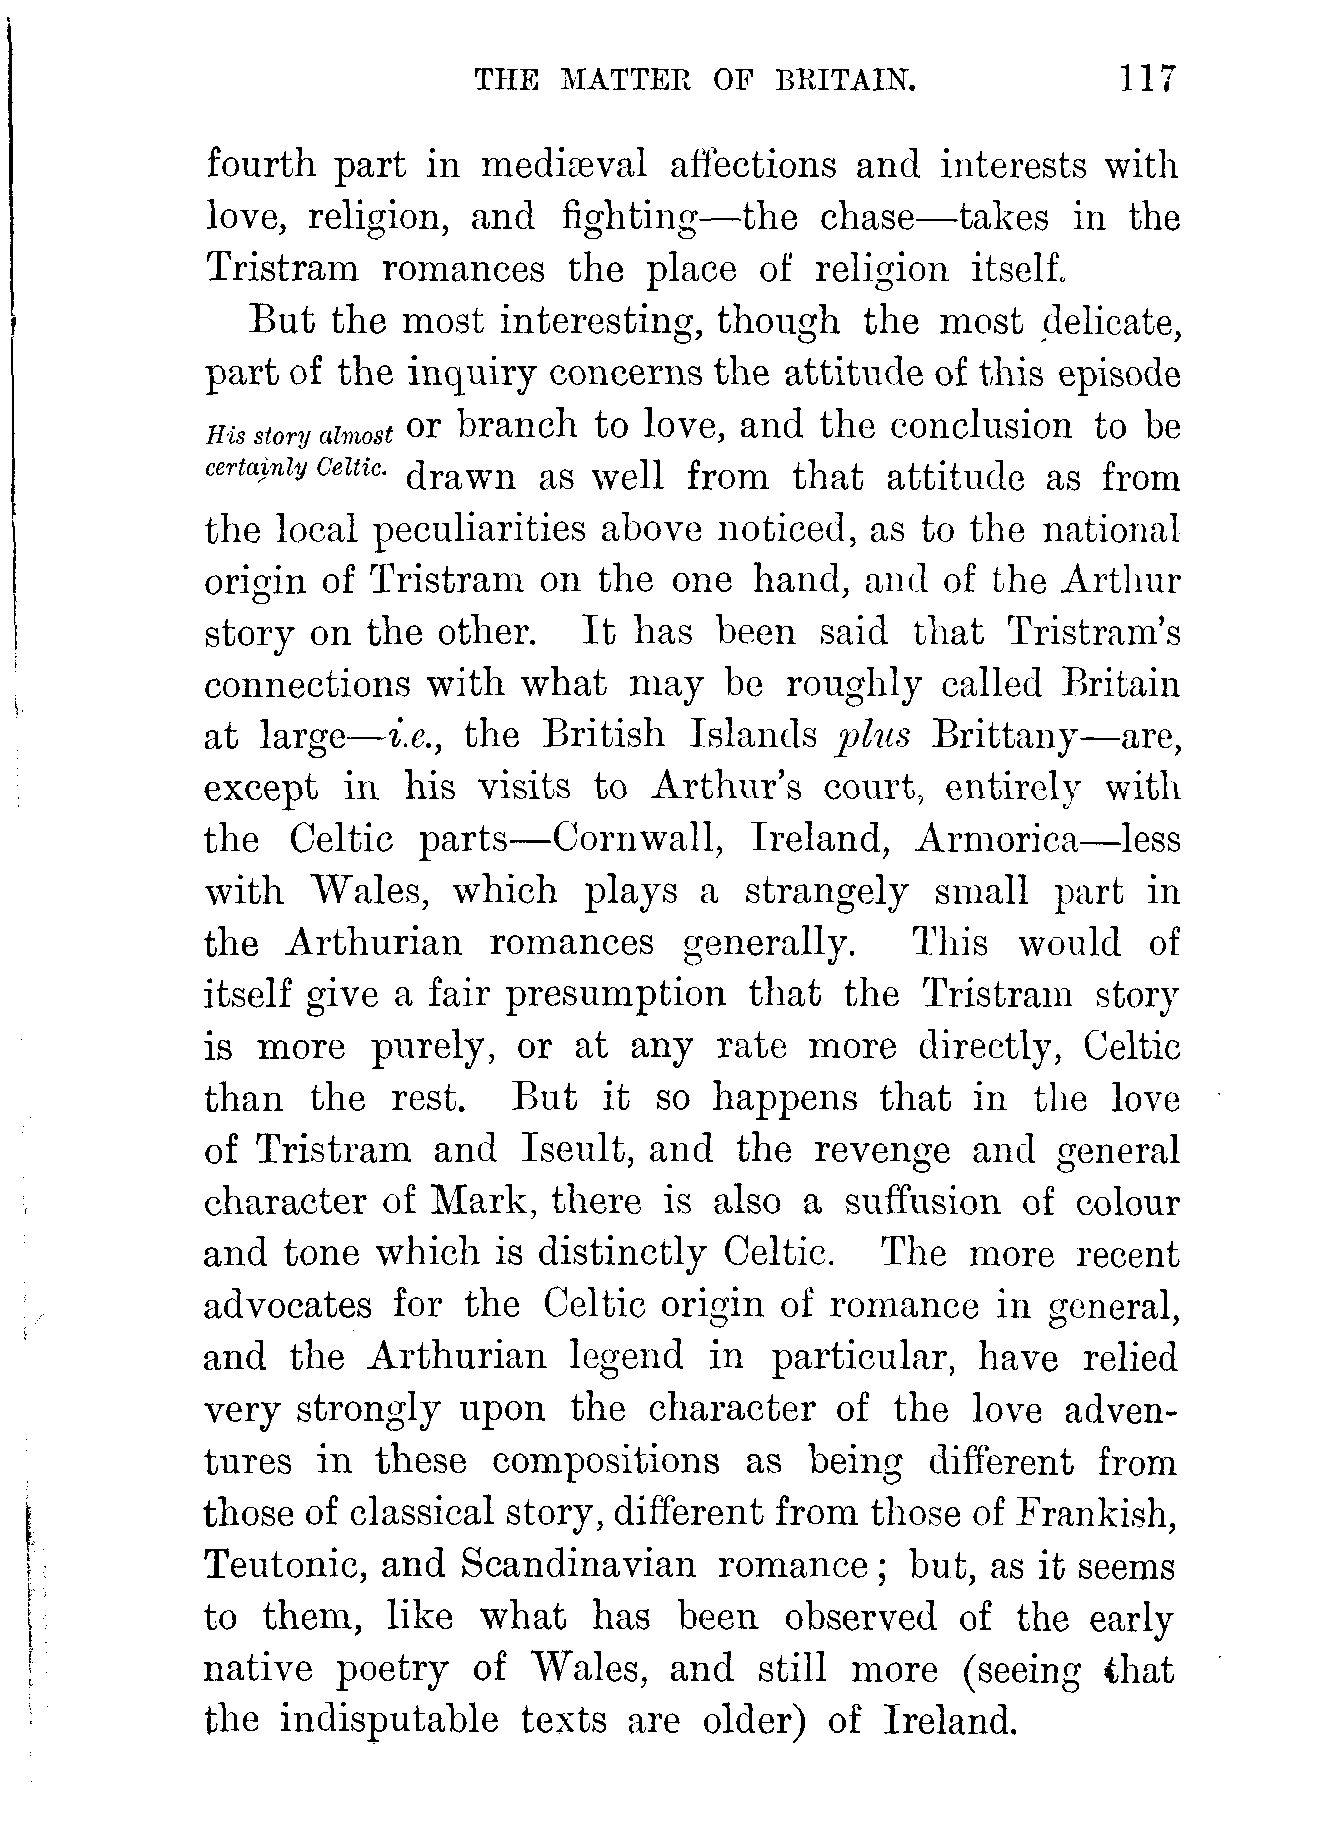 THE MATTER OF BRITAIN. 117
fourth part in mediæval affections and interests with
love, religion, and fighting—the chase—takes in the
Tristram romances the place of religion itself.
But the most interesting, though the most delicate,
part of the inquiry concerns the attitude of this episode
His story almost
certainly Celtic.
or branch to love, and the conclusion to be
drawn as well from that attitude as from
the local peculiarities above noticed, as to the national
origin of Tristram on the one hand, and of the Arthur
story on the other. It has been said that Tristram's
connections with what may be roughly called Britain
at large—i.e., the British Islands plus Brittany—are,
except in his visits to Arthur's court, entirely with
the Celtic parts—Cornwall, Ireland, Armorica—less
with Wales, which plays a strangely small part in
the Arthurian romances generally. This would of
itself give a fair presumption that the Tristram story
is more purely, or at any rate more directly, Celtic
than the rest. But it so happens that in the love
of Tristram and Iseult, and the revenge and general
character of Mark, there is also a suffusion of colour
and tone which is distinctly Celtic. The more recent
advocates for the Celtic origin of romance in general,
and the Arthurian legend in particular, have relied
very strongly upon the character of the love adven-
tures in these compositions as being different from
those of classical story, different from those of Frankish,
Teutonic, and Scandinavian romance; but, as it seems
to them, like what has been observed of the early
native poetry of Wales, and still more (seeing that
the indisputable texts are older) of Ireland.